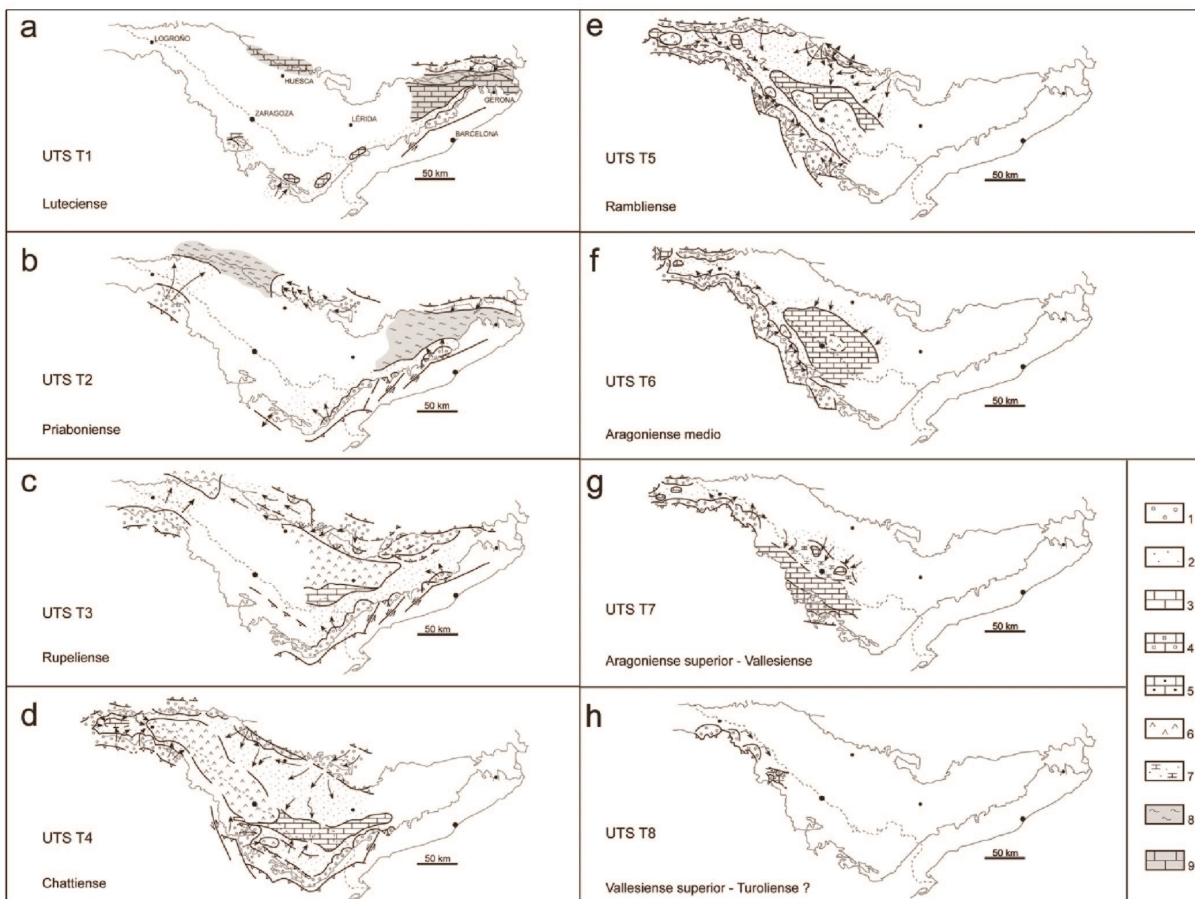 a
LOGROÑO
HUESCA
GERONA
ZARAGOZA
LÉRIDA
BARCELONA
UTS T1
50 km
Luteciense
b
UTS T2
50 km
Priaboniense
c
UTS T3
50 km
Rupeliense
d
UTS T4
50 km
Chattiense
e
UTS T5
50 km
Rambliense
f
UTS T6
50 km
Aragoniense medio
g
UTS T7
50 km
Aragoniense superior - Vallesiense
h
UTS T8
50 km
Vallesiense superior - Turoliense ?
1
2
3
4
5
6
7
8
9